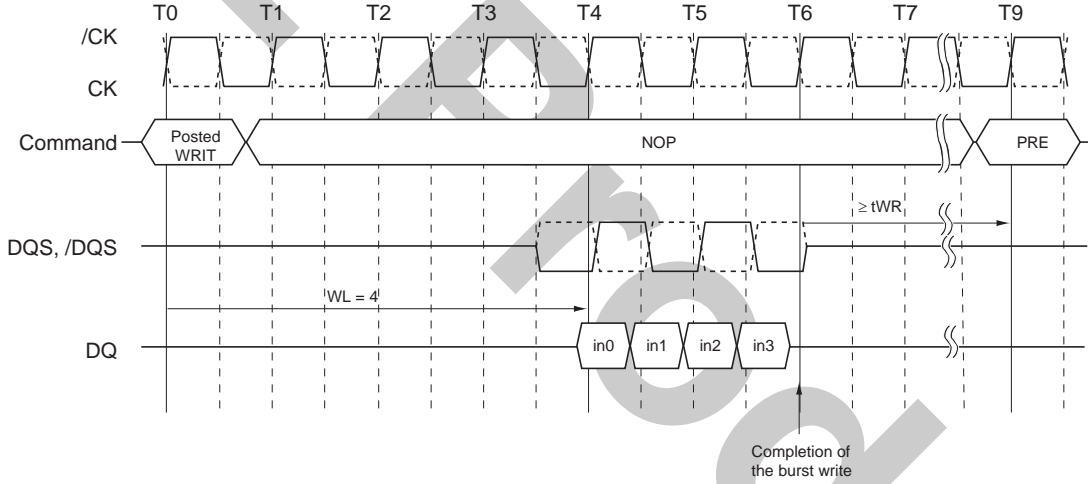 T0 T1 T2 T3 T4 T5 T6 T7 T9
/CK
CK
Command
Posted
WRIT
NOP
PRE
≥ tWR
DQS, /DQS
WL = 4
DQ
in0 in1 in2 in3
Completion of
the burst write